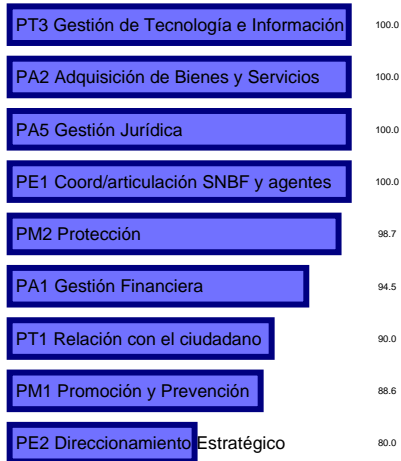 PT3 Gestión de Tecnología e Información 100.0
PA2 Adquisición de Bienes y Servicios 100.0
PA5 Gestión Jurídica 100.0
PE1 Coord/articulación SNBF y agentes 100.0
PM2 Protección 98.7
PA1 Gestión Financiera 94.5
PT1 Relación con el ciudadano 90.0
PM1 Promoción y Prevención 88.6
PE2 Direccionamiento Estratégico 80.0